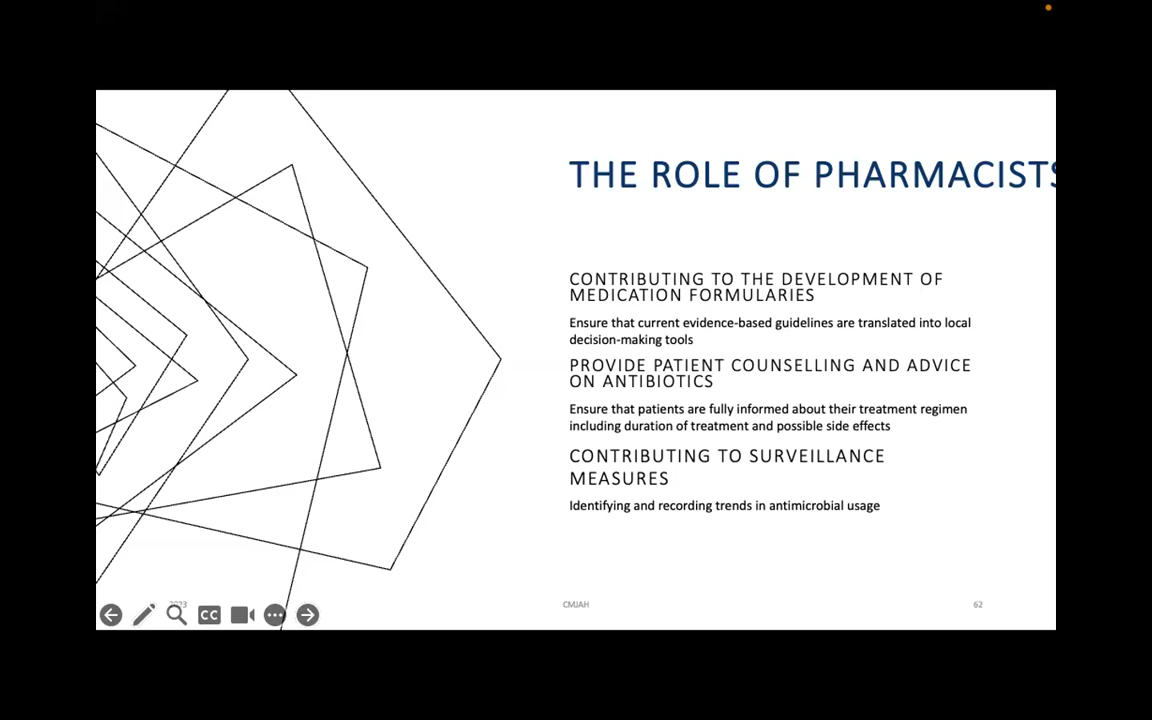 THE ROLE OF PHARMACISTS
CONTRIBUTING TO THE DEVELOPMENT OF
MEDICATION FORMULARIES
Ensure that current evidence-based guidelines are translated into local
decision-making tools
PROVIDE PATIENT COUNSELLING AND ADVICE
ON ANTIBIOTICS
Ensure that patients are fully informed about their treatment regimen
including duration of treatment and possible side effects
CONTRIBUTING TO SURVEILLANCE
MEASURES
Identifying and recording trends in antimicrobial usage
2023
CMJAH
62
CC